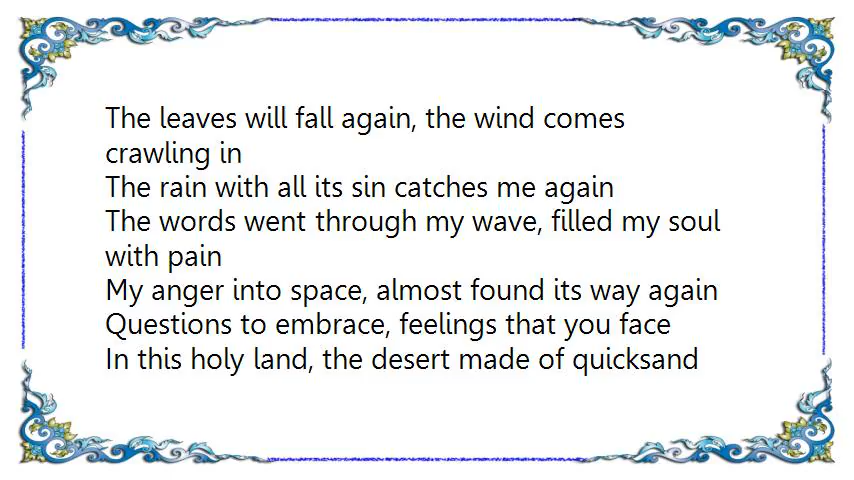 The leaves will fall again, the wind comes
crawling in
The rain with all its sin catches me again
The words went through my wave, filled my soul
with pain
My anger into space, almost found its way again
Questions to embrace, feelings that you face
In this holy land, the desert made of quicksand